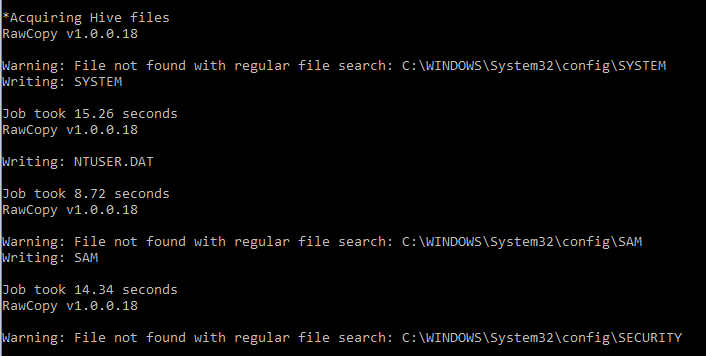 *Acquiring Hive files
RawCopy v1.0.0.18
Warning: File not found with regular file search: C:\WINDOWS\System32\config\SYSTEM
Writing: SYSTEM
Job took 15.26 seconds
RawCopy v1.0.0.18
Writing: NTUSER.DAT
Job took 8.72 seconds
RawCopy v1.0.0.18
Warning: File not found with regular file search: C:\WINDOWS\System32\config\SAM
Writing: SAM
Job took 14.34 seconds
RawCopy v1.0.0.18
Warning: File not found with regular file search: C:\WINDOWS\System32\config\SECURITY